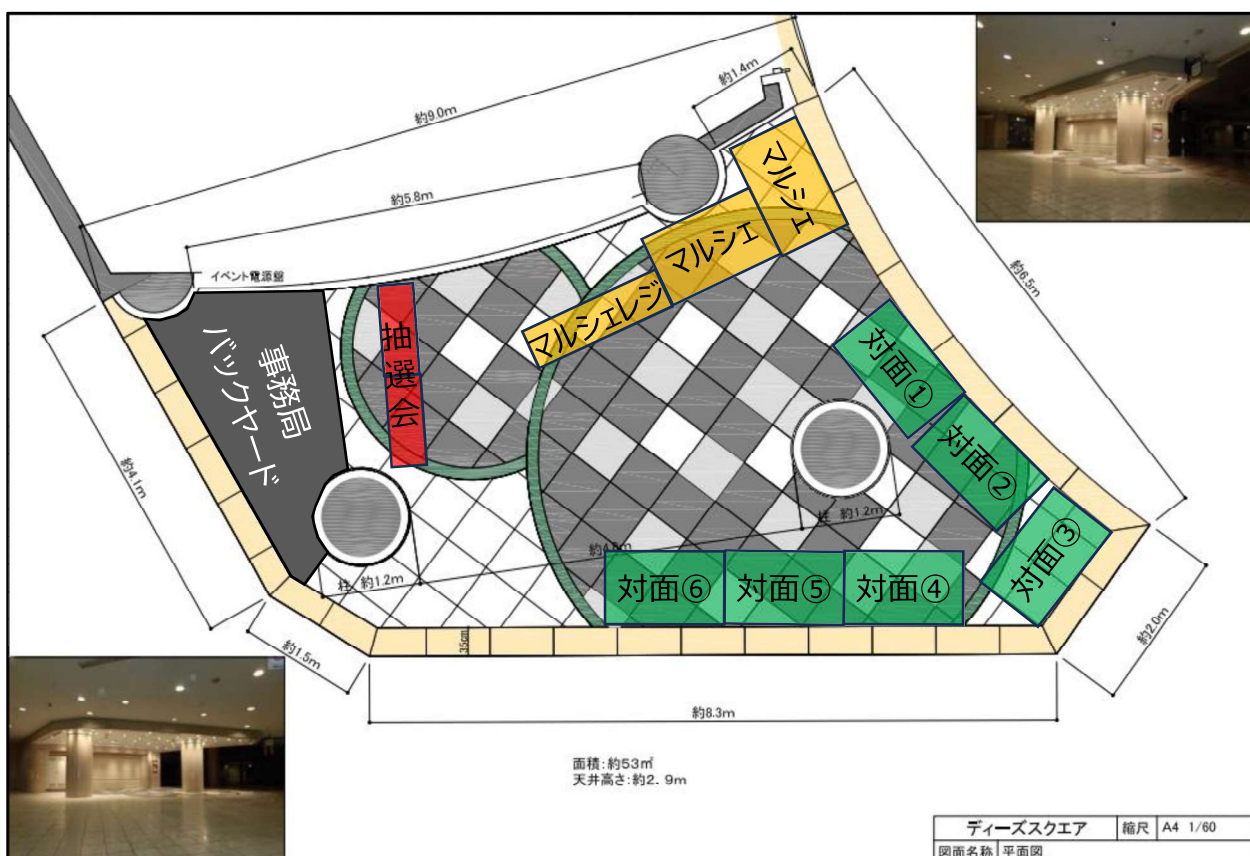 約1.4m
約9.0m
約5.8m
マルシェ
マルシェ
マルシェレジ
イベント電源盤
約6.5m
事務局
バックヤード
抽選会
対面①
対面②
対面③
約4.1m
柱 約1.2m
柱 約1.2m
対面⑥
対面⑤
対面④
35cm
約1.5m
約2.0m
約8.3m
面積:約53㎡
天井高さ:約2. 9m
ディーズスクエア
縮尺
A4 1/60
図面名称
平面図